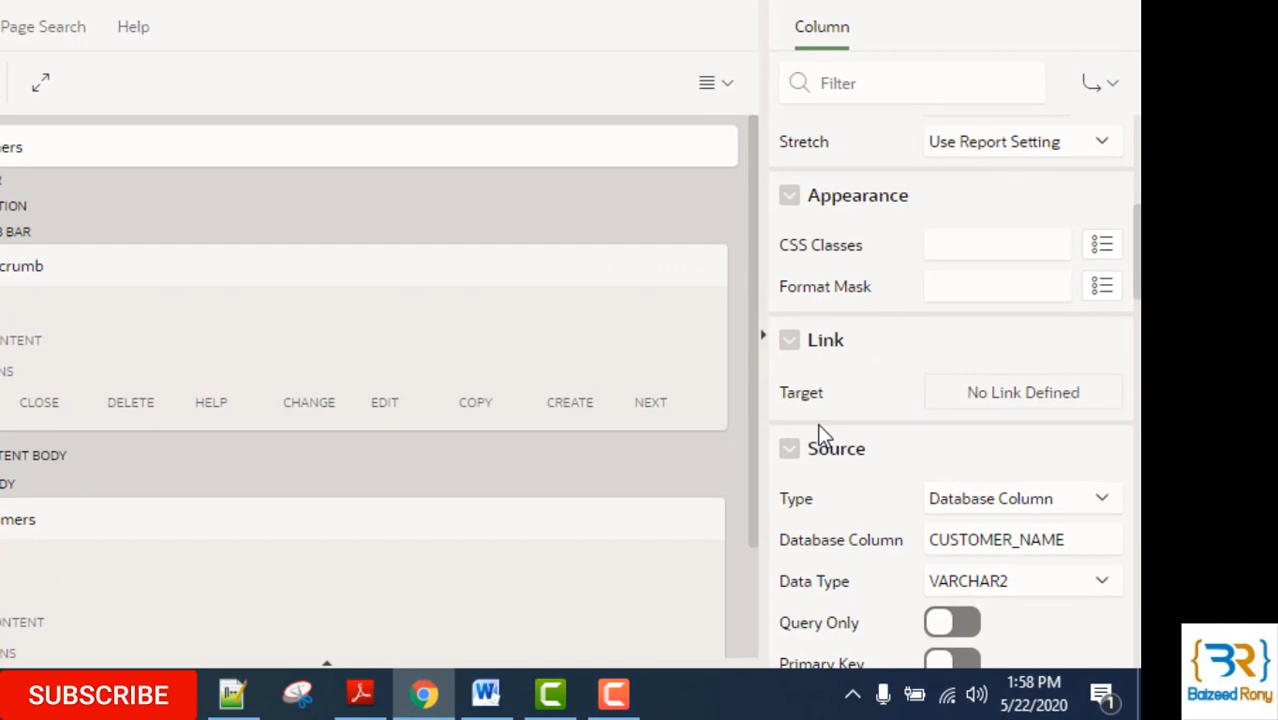 Page Search Help
Column
Filter
Stretch Use Report Setting
ers
TION
BAR
crumb
Appearance
CSS Classes
Format Mask
NTENT
NS
CLOSE DELETE HELP CHANGE EDIT COPY CREATE NEXT
Link
Target No Link Defined
TENT BODY
DY
mers
Source
Type Database Column
Database Column CUSTOMER_NAME
Data Type VARCHAR2
Query Only
Primary Key
ONTENT
NS
SUBSCRIBE
1:58 PM
5/22/2020
1
{BR}
Baizeed Rony